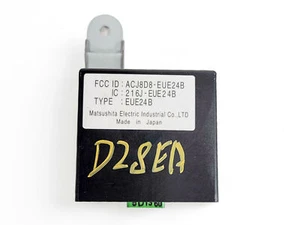 FCC ID : ACJ8D8-EUE24B
IC : 216J-EUE24B
TYPE : EUE24B
Matsushita Electric Industrial Co.,LTD
Made in Japan
D28EA